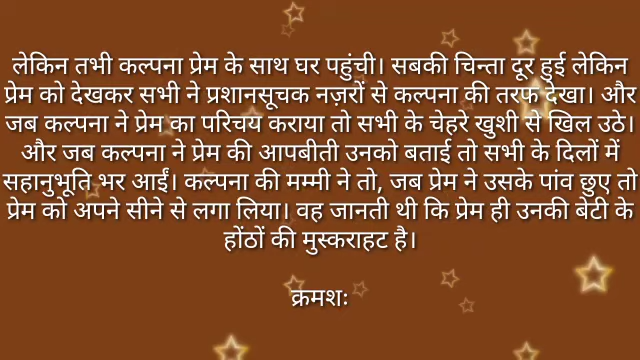 लेकिन तभी कल्पना प्रेम के साथ घर पहुंची। सबकी चिन्ता दूर हुई लेकिन
प्रेम को देखकर सभी ने प्रशानसूचक नज़रों से कल्पना की तरफ देखा। और
जब कल्पना ने प्रेम का परिचय कराया तो सभी के चेहरे खुशी से खिल उठे।
और जब कल्पना ने प्रेम की आपबीती उनको बताई तो सभी के दिलों में
सहानुभूति भर आईं। कल्पना की मम्मी ने तो, जब प्रेम ने उसके पांव छुए तो
प्रेम को अपने सीने से लगा लिया। वह जानती थी कि प्रेम ही उनकी बेटी के
होंठों की मुस्कराहट है।
क्रमशः